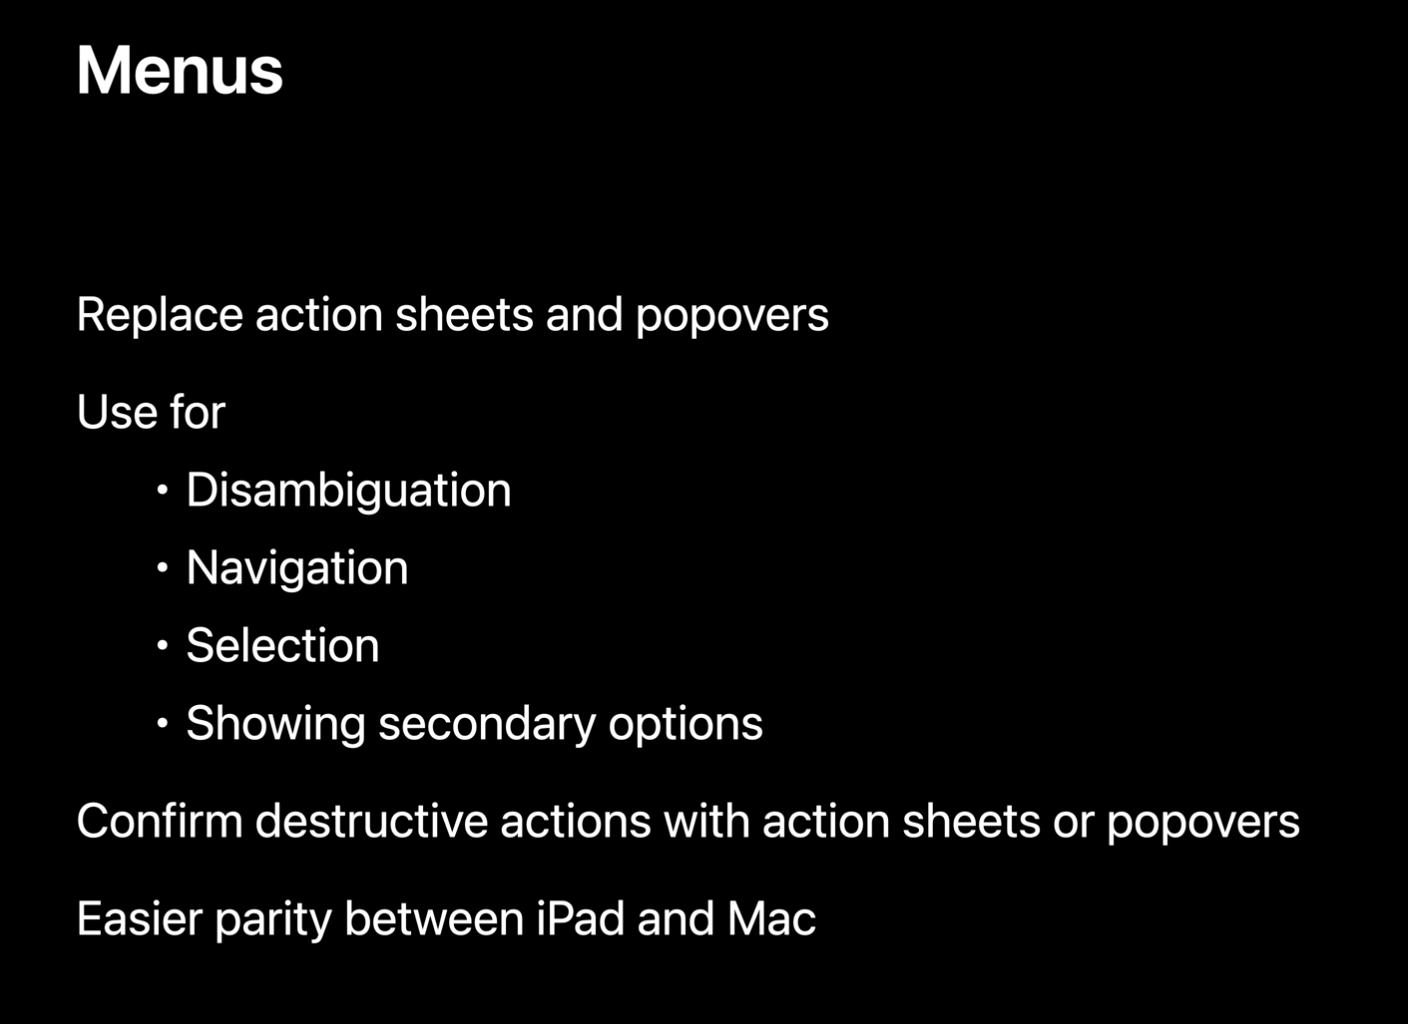 Menus
Replace action sheets and popovers
Use for
• Disambiguation
• Navigation
• Selection
• Showing secondary options
Confirm destructive actions with action sheets or popovers
Easier parity between iPad and Mac